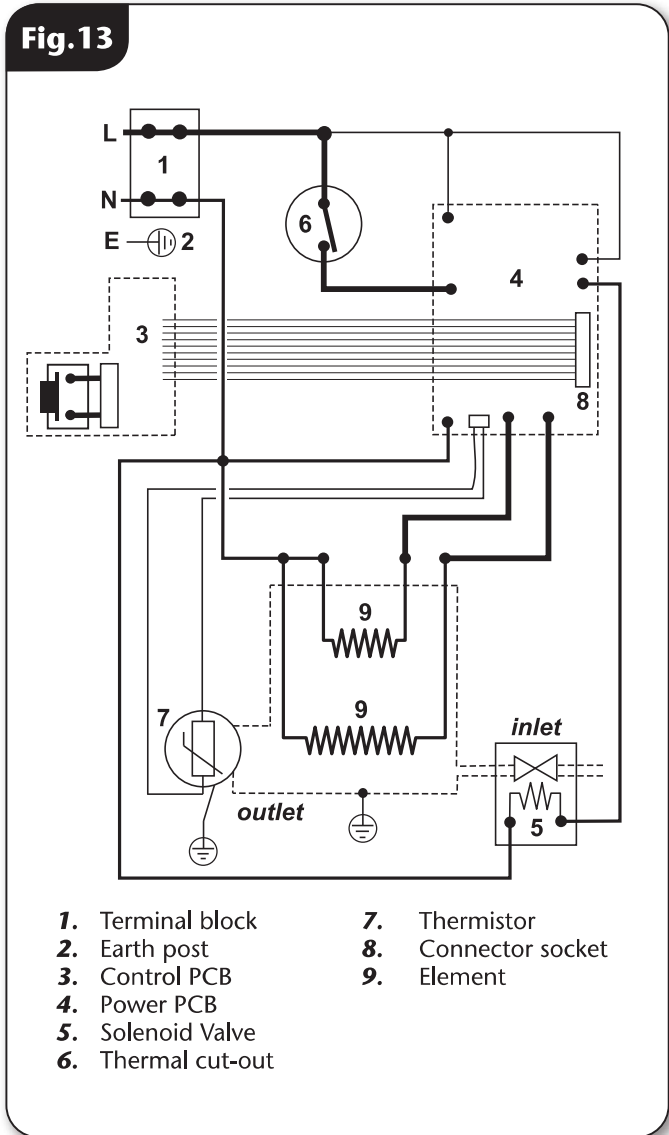 Fig.13
L
1
N
6
E
2
4
3
8
9
7
9
inlet
outlet
5
1. Terminal block
2. Earth post
3. Control PCB
4. Power PCB
5. Solenoid Valve
6. Thermal cut-out
7. Thermistor
8. Connector socket
9. Element